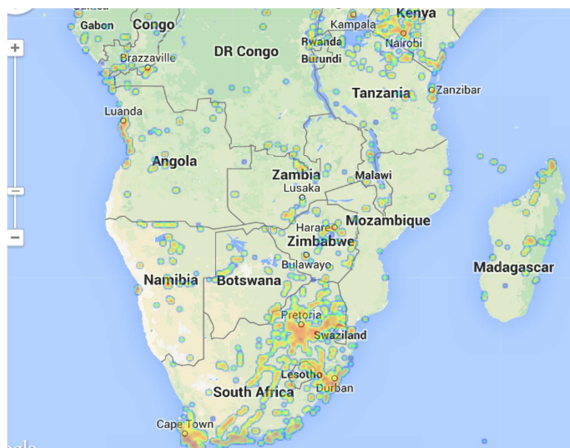 Kenya
Kampala
Gabon
Congo
Nairobi
Rwanda
DR Congo
Brazzaville
Burundi
Tanzania
Zanzibar
Luanda
Angola
Zambia
Malawi
Lusaka
Mozambique
Harare
Zimbabwe
Bulawayo
Madagascar
Namibia
Botswana
Pretoria
Swaziland
Lesotho
Durban
South Africa
Cape Town